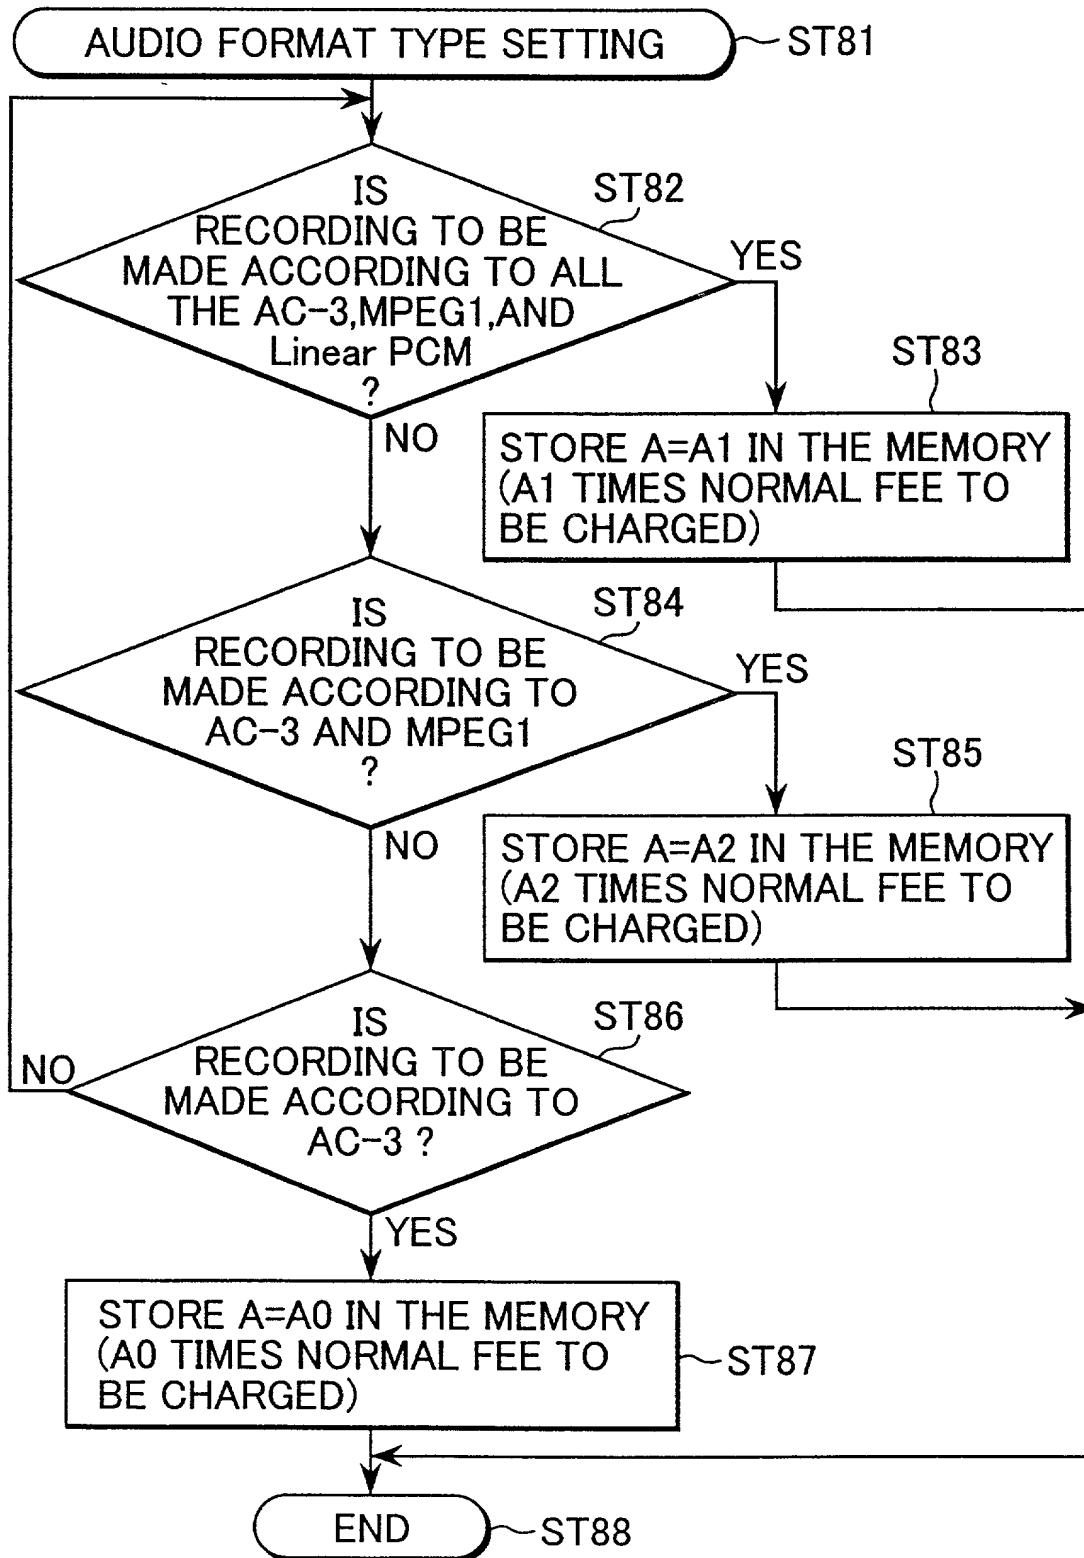 AUDIO FORMAT TYPE SETTING
ST81
IS
RECORDING TO BE
MADE ACCORDING TO ALL
THE AC-3,MPEG1,AND
Linear PCM
?
ST82
YES
NO
ST83
STORE A=A1 IN THE MEMORY
(A1 TIMES NORMAL FEE TO
BE CHARGED)
IS
RECORDING TO BE
MADE ACCORDING TO
AC-3 AND MPEG1
?
ST84
YES
NO
ST85
STORE A=A2 IN THE MEMORY
(A2 TIMES NORMAL FEE TO
BE CHARGED)
IS
RECORDING TO BE
MADE ACCORDING TO
AC-3 ?
ST86
NO
YES
STORE A=A0 IN THE MEMORY
(A0 TIMES NORMAL FEE TO
BE CHARGED)
ST87
END
ST88